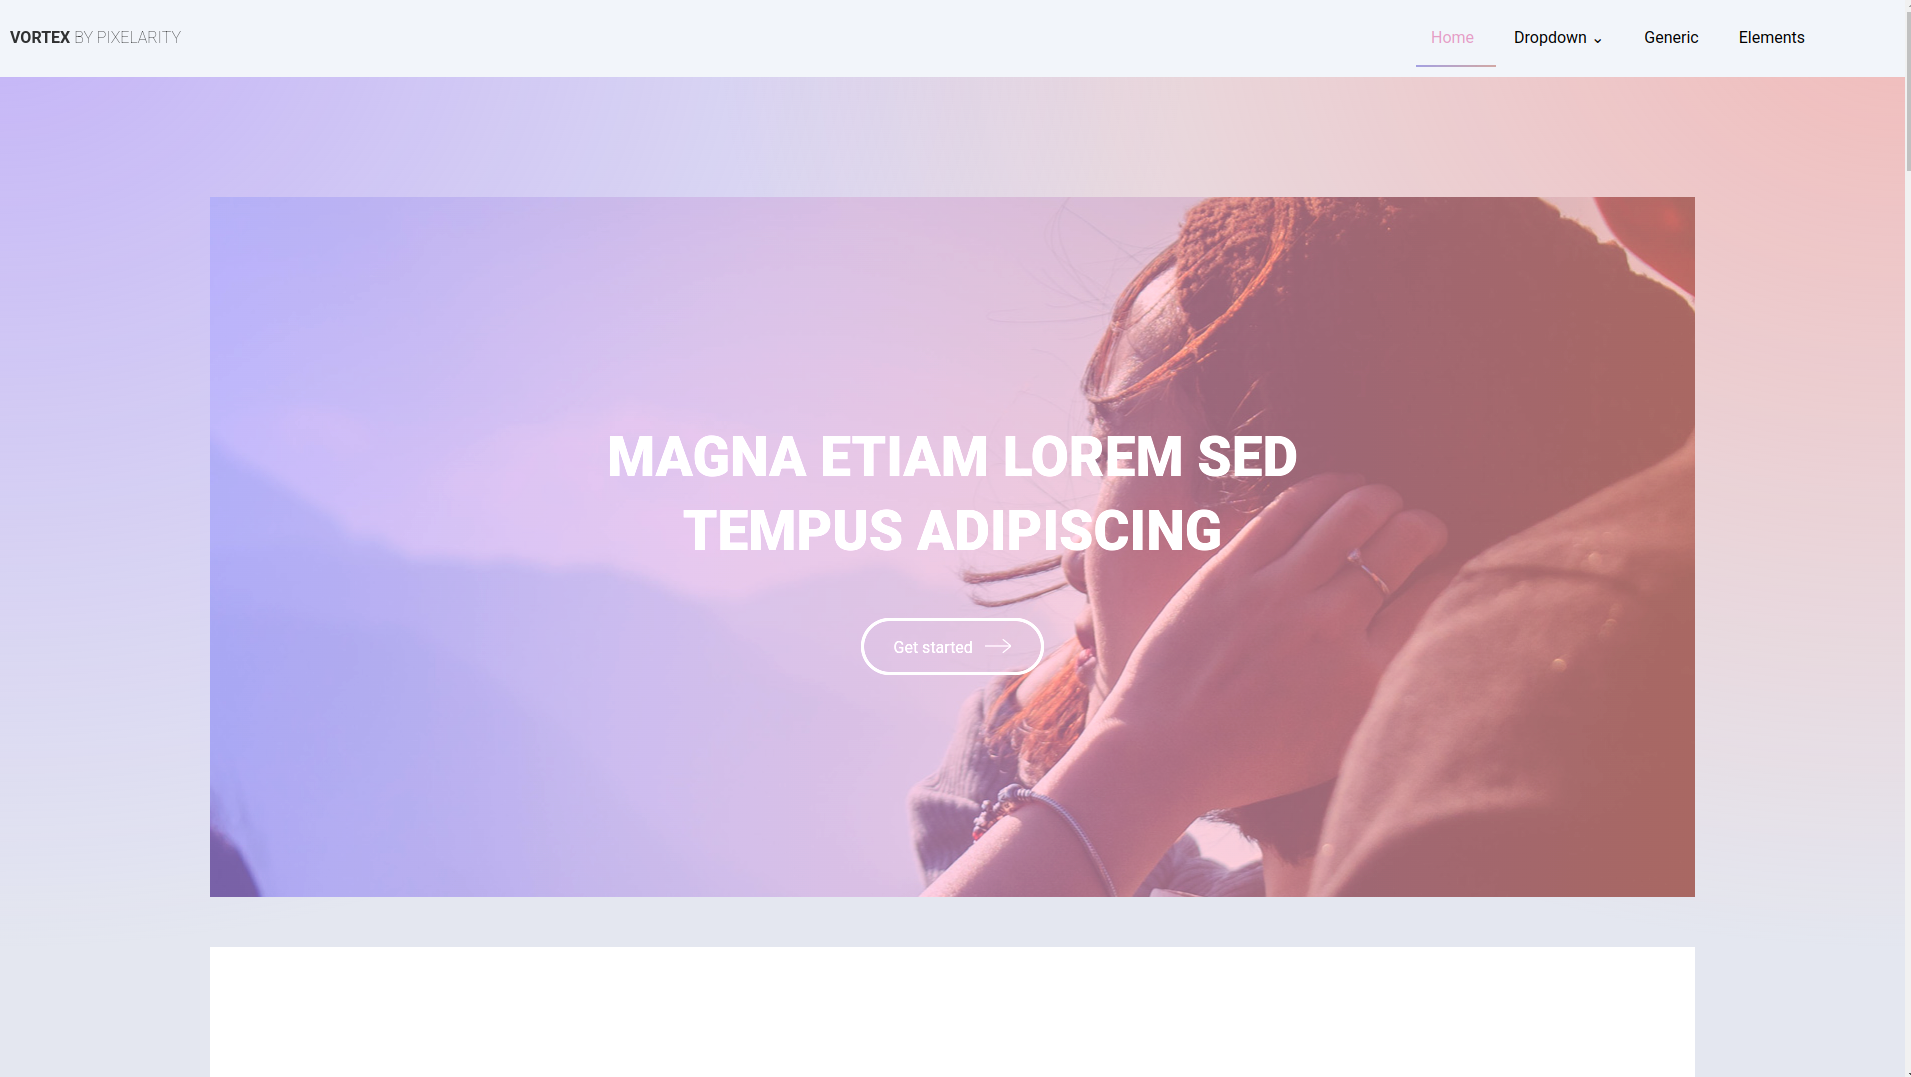 VORTEX BY PIXELARITY
Home
Dropdown
Generic
Elements
MAGNA ETIAM LOREM SED
TEMPUS ADIPISCING
Get started